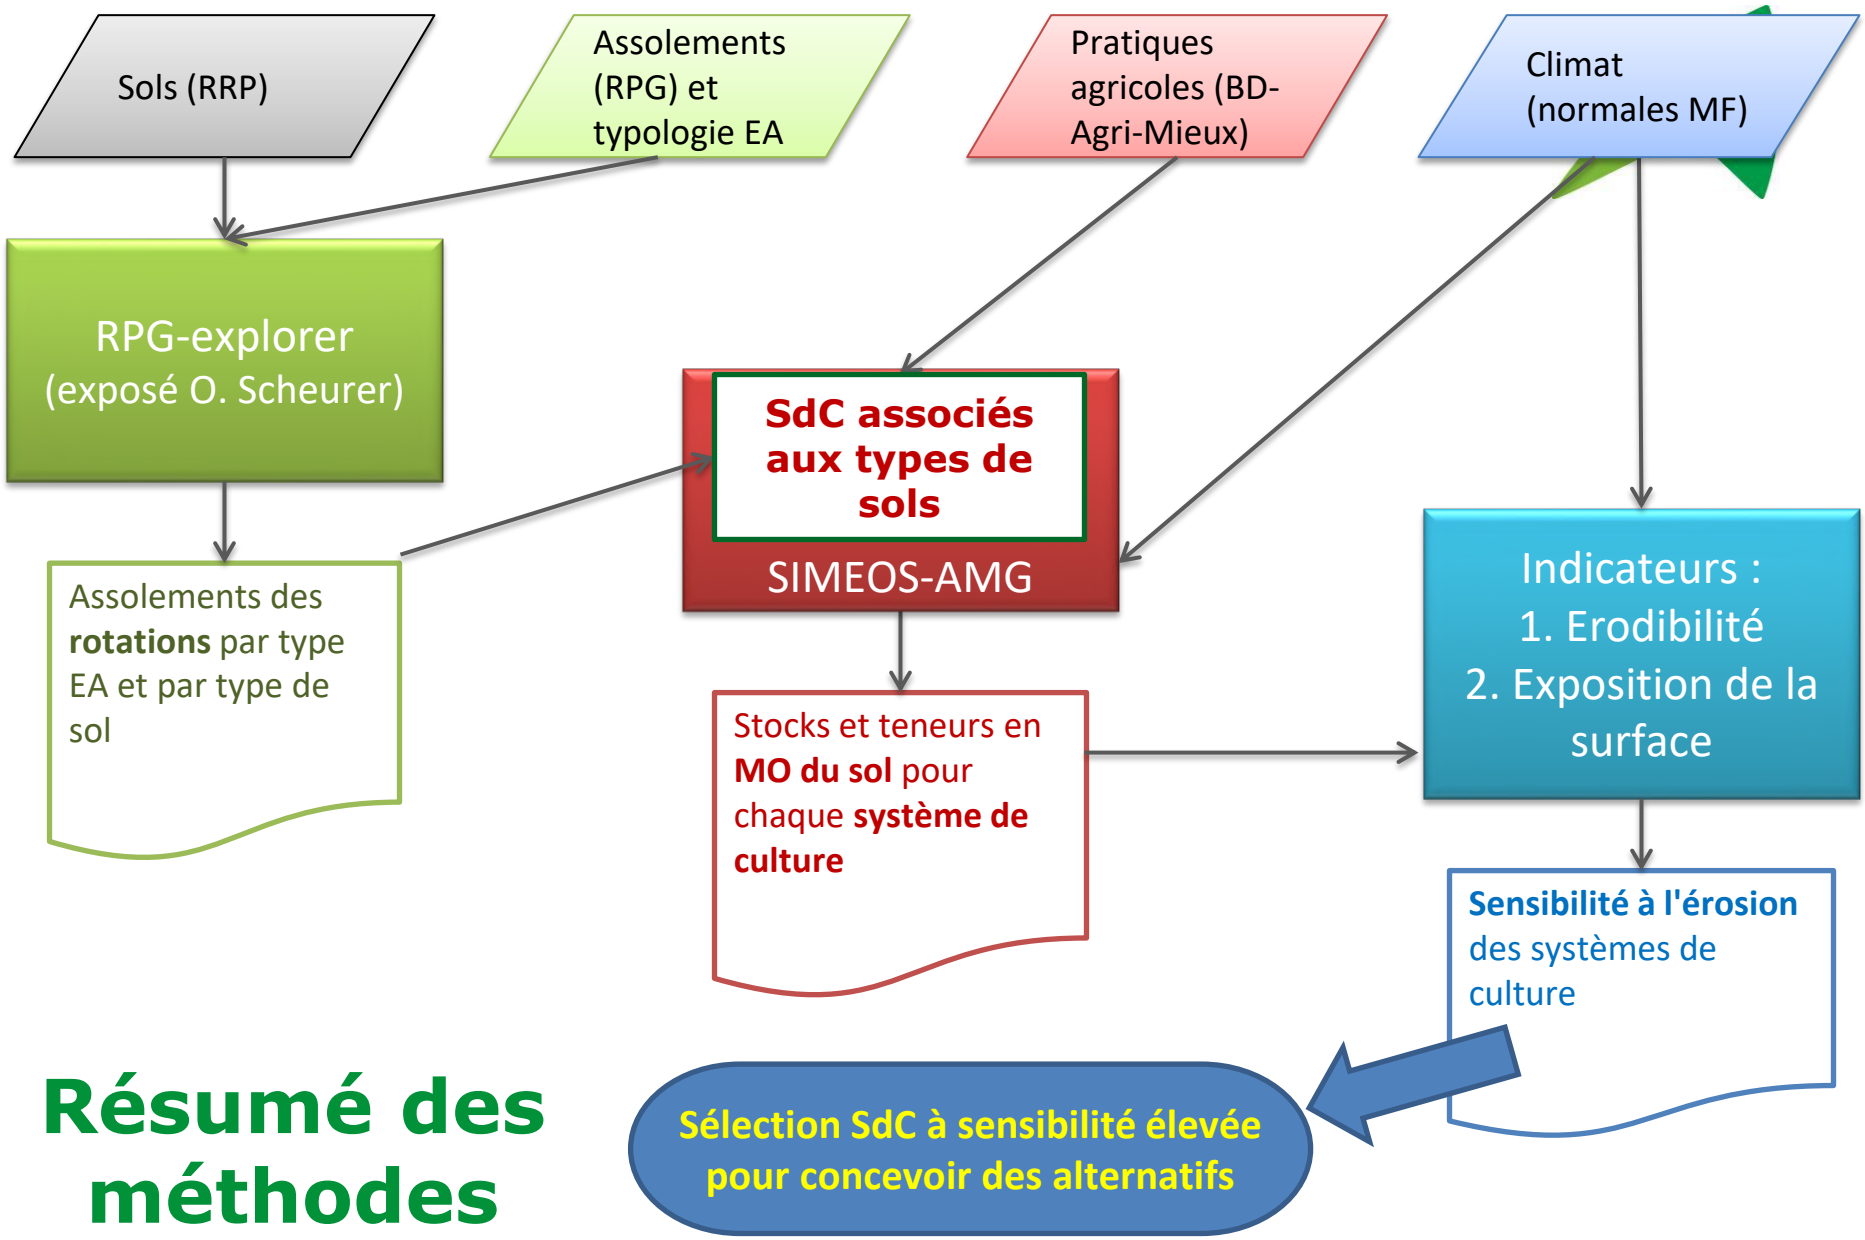 Sols (RRP)
Assolements
(RPG) et
typologie EA
Pratiques
agricoles (BD-
Agri-Mieux)
Climat
(normales MF)
RPG-explorer
(exposé O. Scheurer)
SdC associés
aux types de
sols
SIMEOS-AMG
Indicateurs :
1. Erodibilité
2. Exposition de la
surface
Assolements des
rotations par type
EA et par type de
sol
Stocks et teneurs en
MO du sol pour
chaque système de
culture
Sensibilité à l'érosion
des systèmes de
culture
Résumé des
méthodes
Sélection SdC à sensibilité élevée
pour concevoir des alternatifs